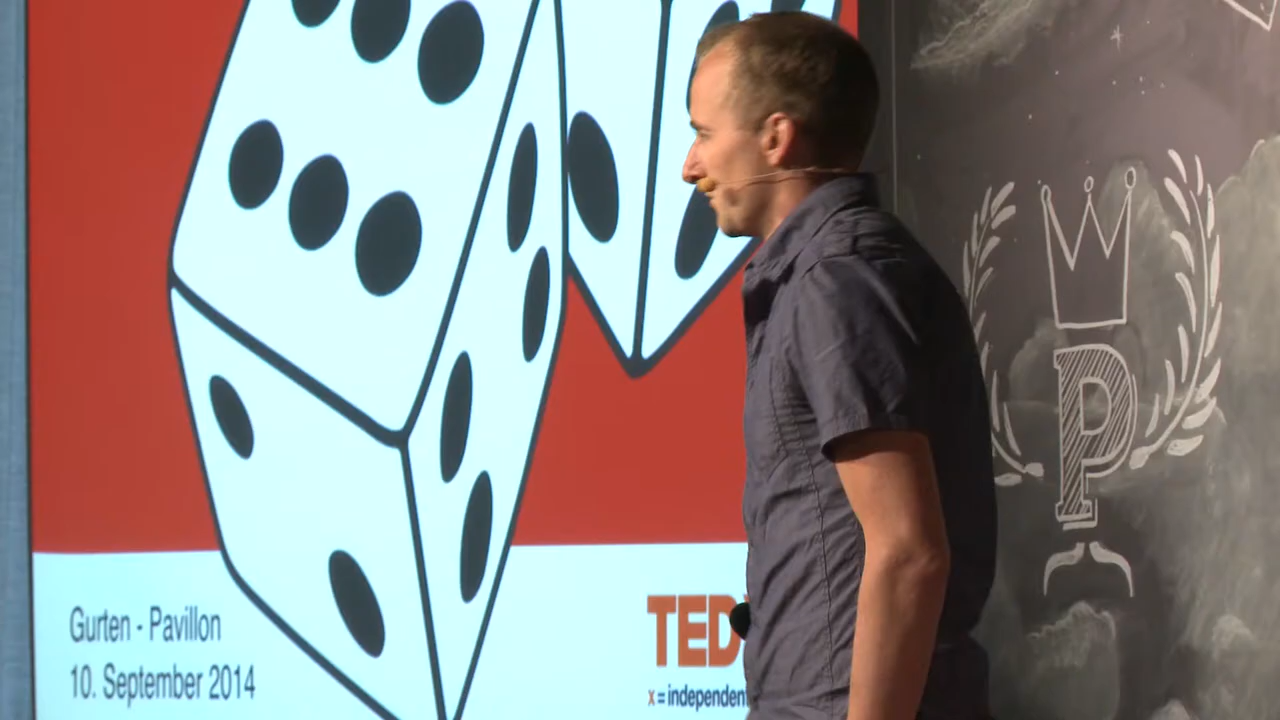 P
Gurten - Pavillon
10. September 2014
TED
x = independent